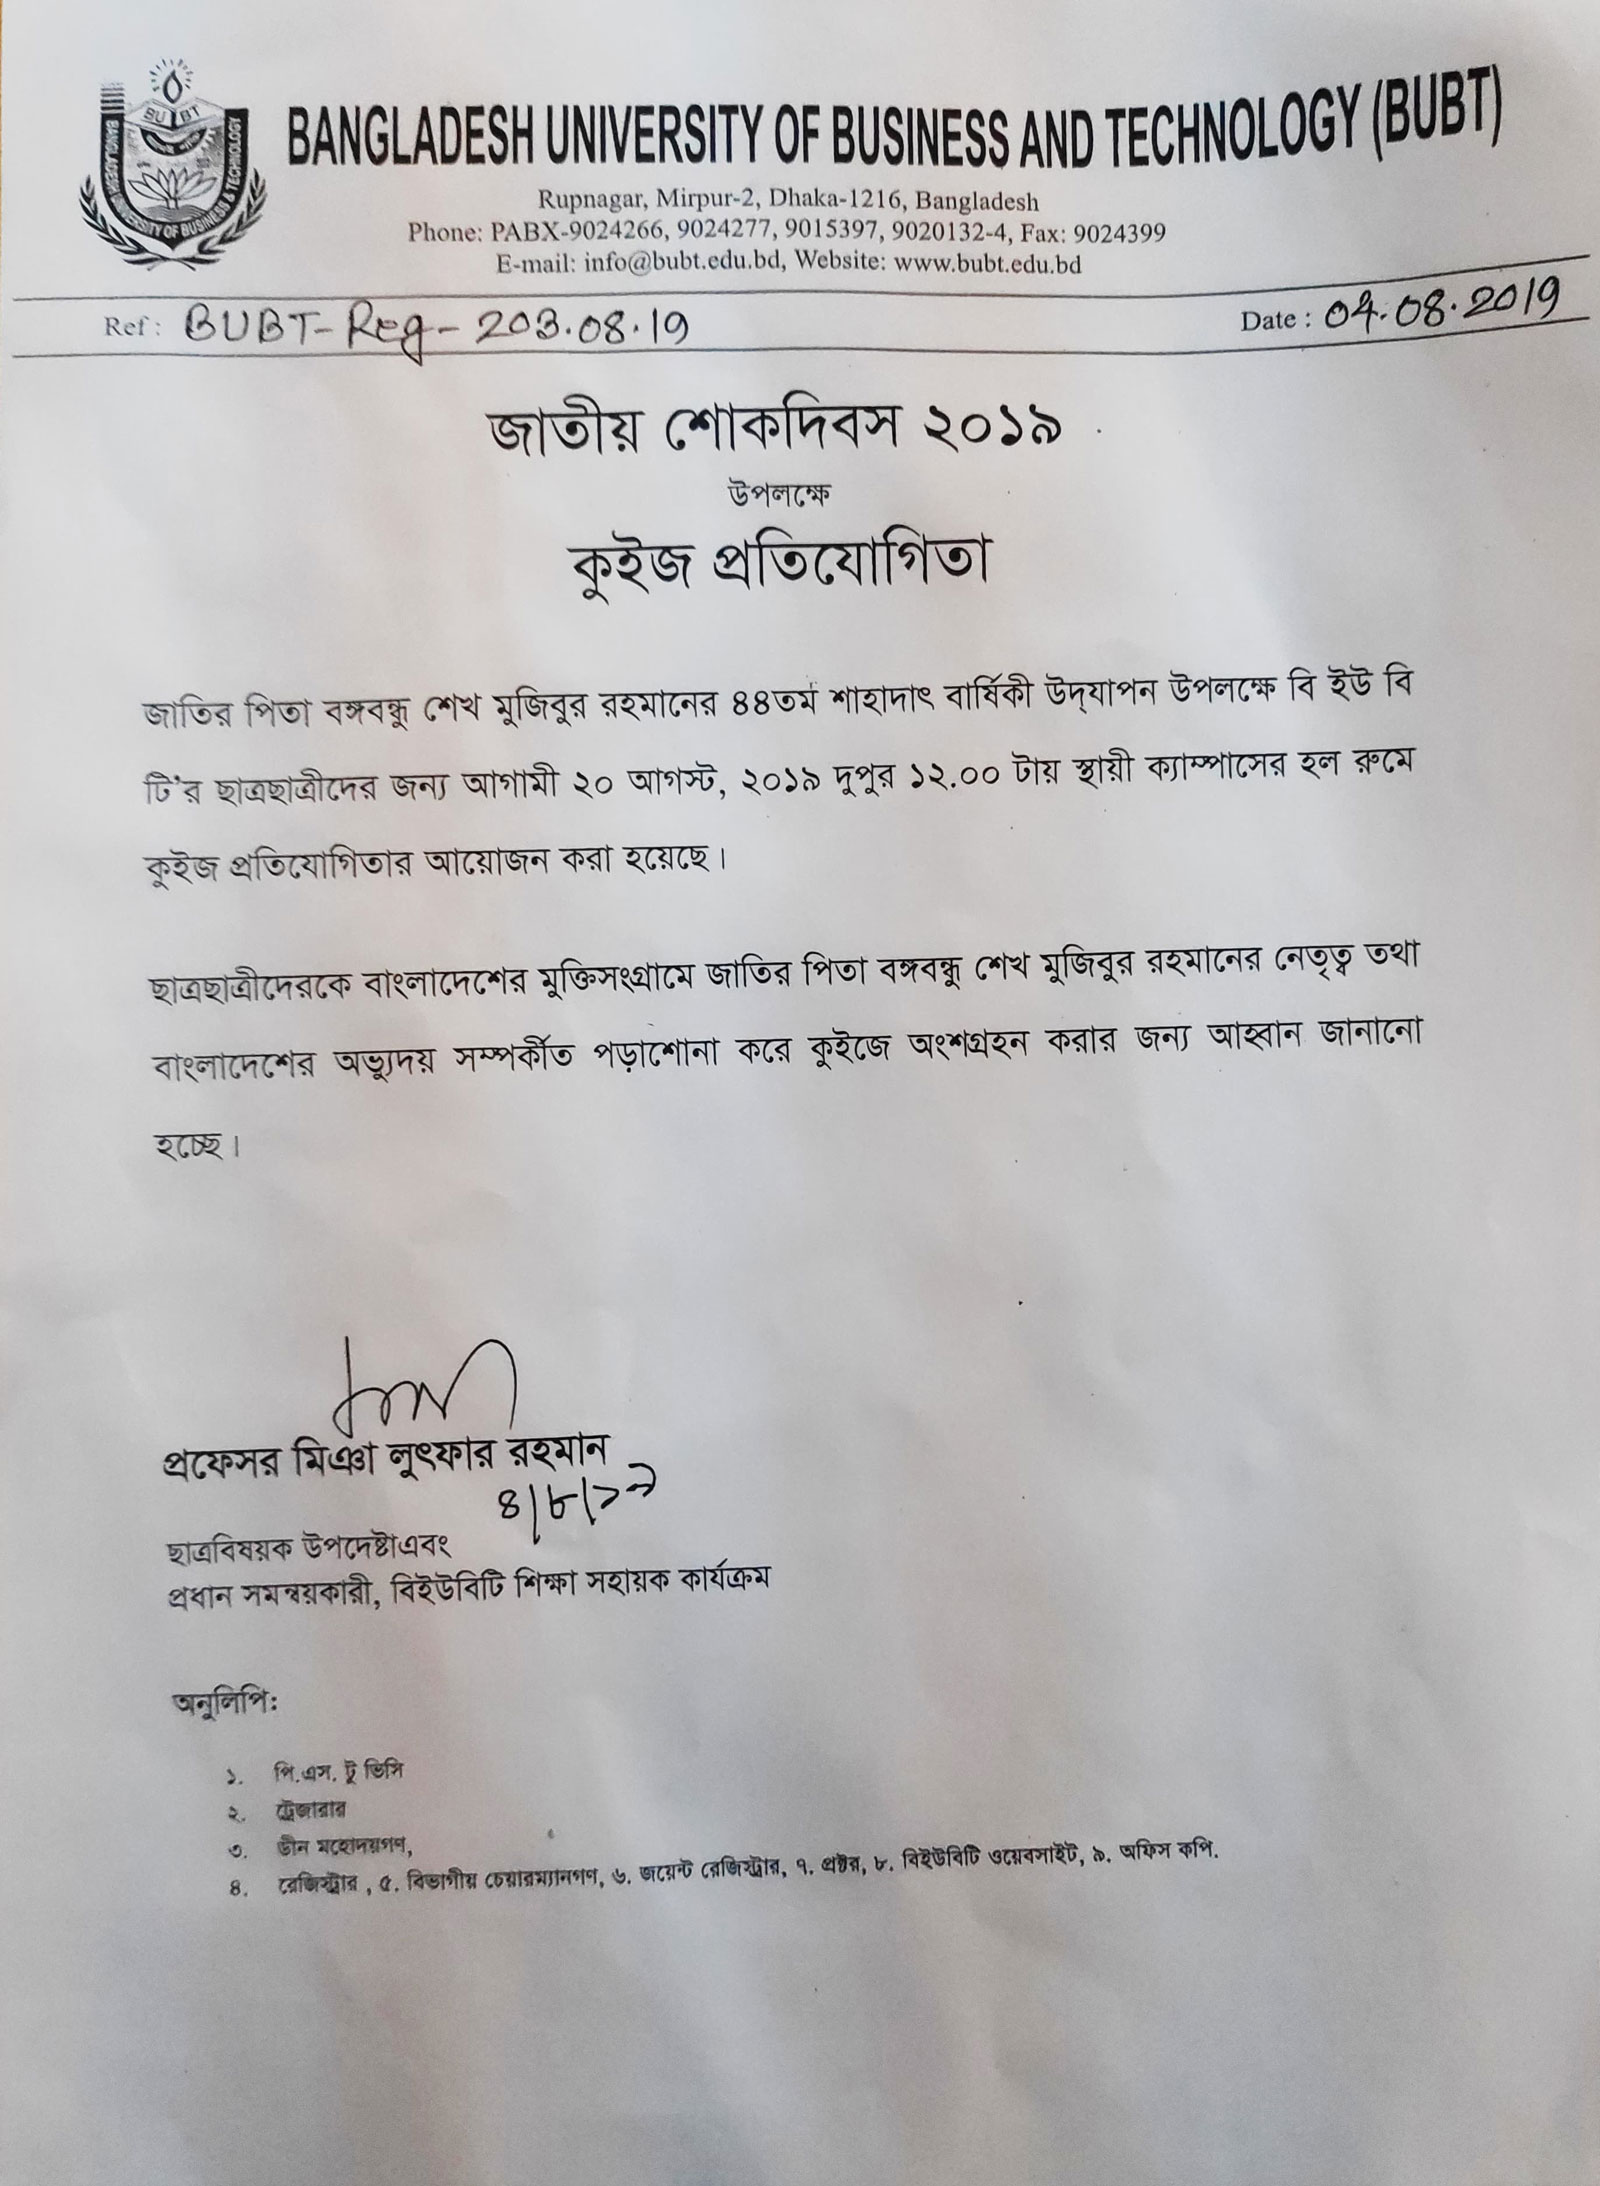 BANGLADESH UNIVERSITY OF BUSINESS AND TECHNOLOGY (BUBT)
BU BT
BANGLADESH UNIVERSITY OF BUSINESS & TECHNOLOGY
Rupnagar, Mirpur-2, Dhaka-1216, Bangladesh
Phone: PABX-9024266, 9024277, 9015397, 9020132-4, Fax: 9024399
E-mail: info@bubt.edu.bd, Website: www.bubt.edu.bd
Ref : BUBT-Reg-203.08.19 Date : 04.08.2019
জাতীয় শোকদিবস ২০১৯
উপলক্ষে
কুইজ প্রতিযোগিতা
জাতির পিতা বঙ্গবন্ধু শেখ মুজিবুর রহমানের ৪৪তম শাহাদাৎ বার্ষিকী উদ্‌যাপন উপলক্ষে বি ইউ বি
টি'র ছাত্রছাত্রীদের জন্য আগামী ২০ আগস্ট, ২০১৯ দুপুর ১২.০০ টায় স্থায়ী ক্যাম্পাসের হল রুমে
কুইজ প্রতিযোগিতার আয়োজন করা হয়েছে।
ছাত্রছাত্রীদেরকে বাংলাদেশের মুক্তিসংগ্রামে জাতির পিতা বঙ্গবন্ধু শেখ মুজিবুর রহমানের নেতৃত্ব তথা
বাংলাদেশের অভ্যুদয় সম্পর্কীত পড়াশোনা করে কুইজে অংশগ্রহন করার জন্য আহ্বান জানানো
হচ্ছে।
প্রফেসর মিঞা লুৎফার রহমান
৪/৮/১৯
ছাত্রবিষয়ক উপদেষ্টাএবং
প্রধান সমন্বয়কারী, বিইউবিটি শিক্ষা সহায়ক কার্যক্রম
অনুলিপি:
১. পি.এস. টু ভিসি
২. ট্রেজারার
৩. ডীন মহোদয়গণ,
৪. রেজিস্ট্রার , ৫. বিভাগীয় চেয়ারম্যানগণ, ৬. জয়েন্ট রেজিস্ট্রার, ৭. প্রক্টর, ৮. বিইউবিটি ওয়েবসাইট, ৯. অফিস কপি.